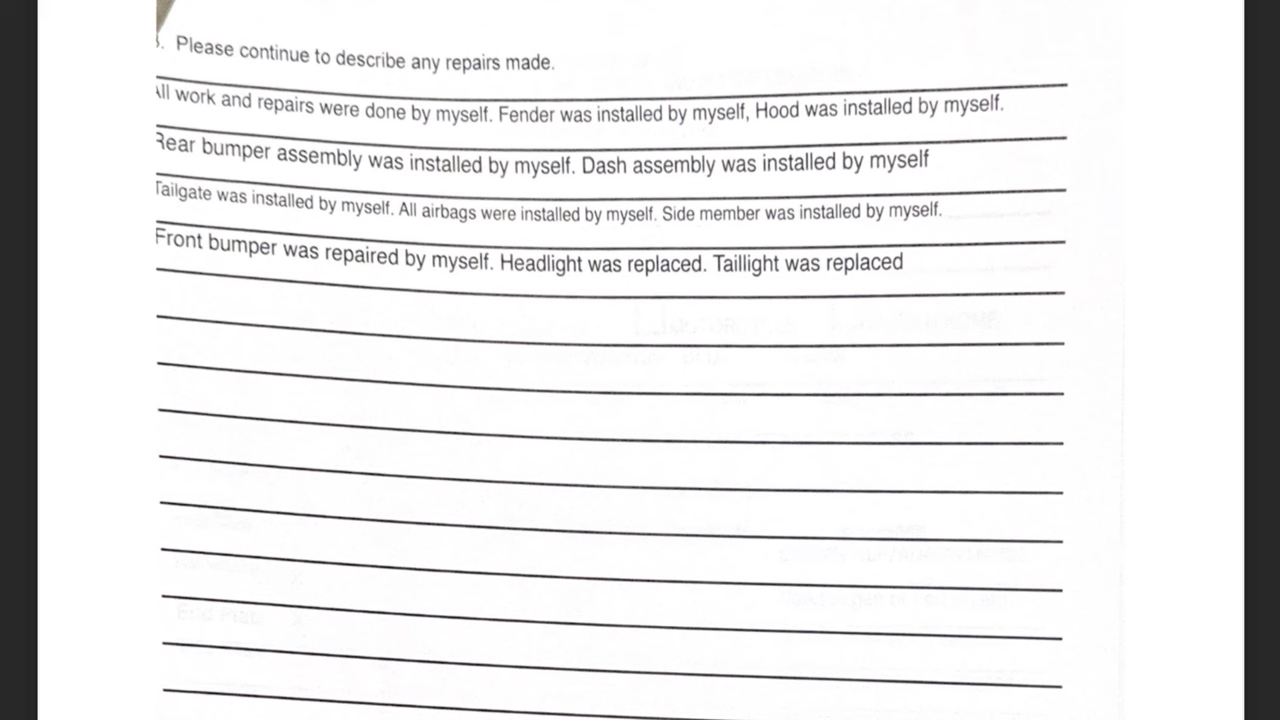 . Please continue to describe any repairs made.
All work and repairs were done by myself. Fender was installed by myself, Hood was installed by myself.
Rear bumper assembly was installed by myself. Dash assembly was installed by myself
Tailgate was installed by myself. All airbags were installed by myself. Side member was installed by myself.
Front bumper was repaired by myself. Headlight was replaced. Taillight was replaced